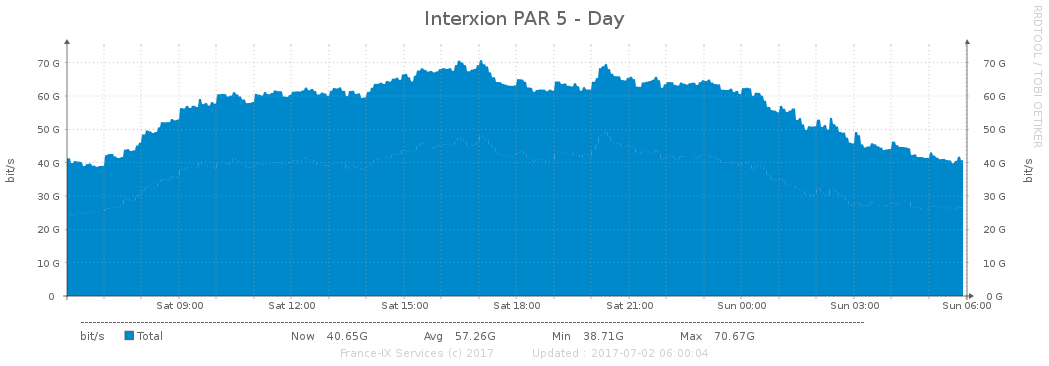 Interxion PAR 5 - Day
RRDTOOL / TOBI OETIKER
bit/s
bit/s
70 G
60 G
50 G
40 G
30 G
20 G
10 G
0
70 G
60 G
50 G
40 G
30 G
20 G
10 G
0 G
Sat 09:00 Sat 12:00 Sat 15:00 Sat 18:00 Sat 21:00 Sun 00:00 Sun 03:00 Sun 06:00
bit/s Total Now 40.65G Avg 57.26G Min 38.71G Max 70.67G
France-IX Services (c) 2017 Updated : 2017-07-02 06:00:04